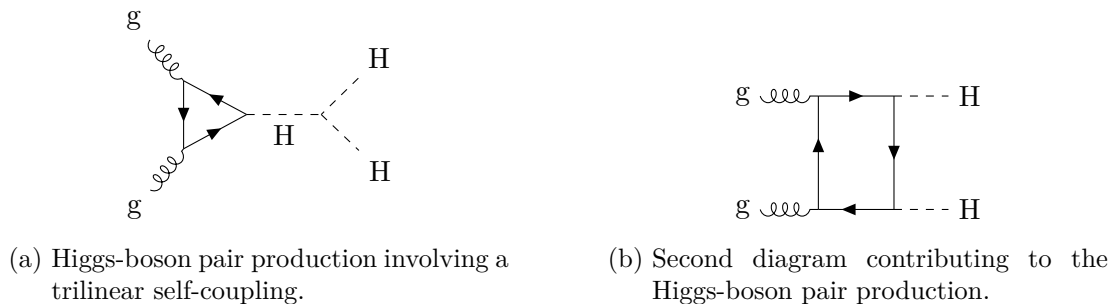 g
H
H
H
g
g
H
g
H
(a) Higgs-boson pair production involving a
trilinear self-coupling.
(b) Second diagram contributing to the
Higgs-boson pair production.